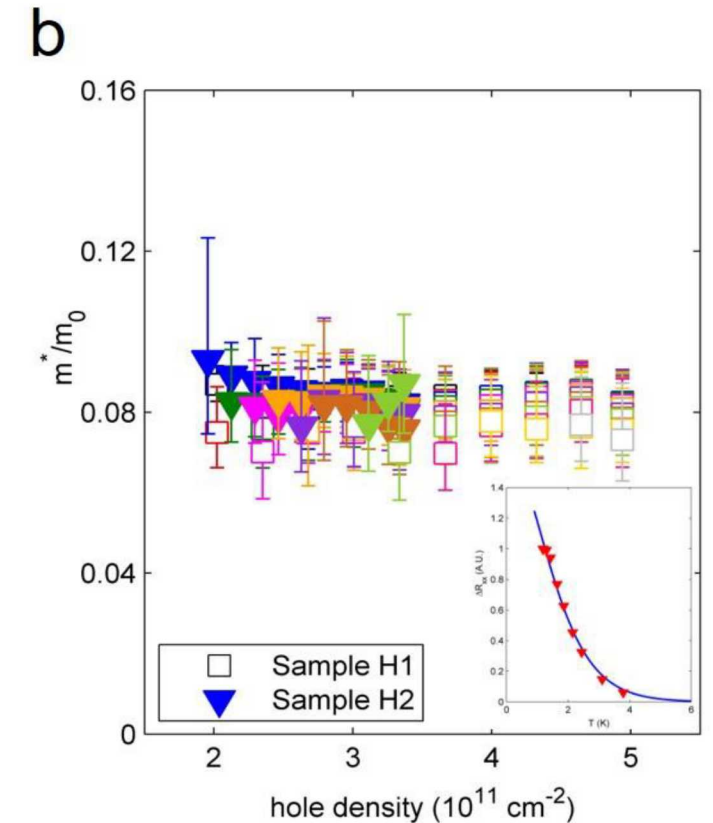 b
0.16
0.12
0.08
0.04
0
m*/m0
2 3 4 5
hole density (10^11 cm^-2)
Sample H1
Sample H2
1.4
1.2
1
0.8
0.6
0.4
0.2
0
ΔRxx (A.U.)
0 2 4 6
T (K)